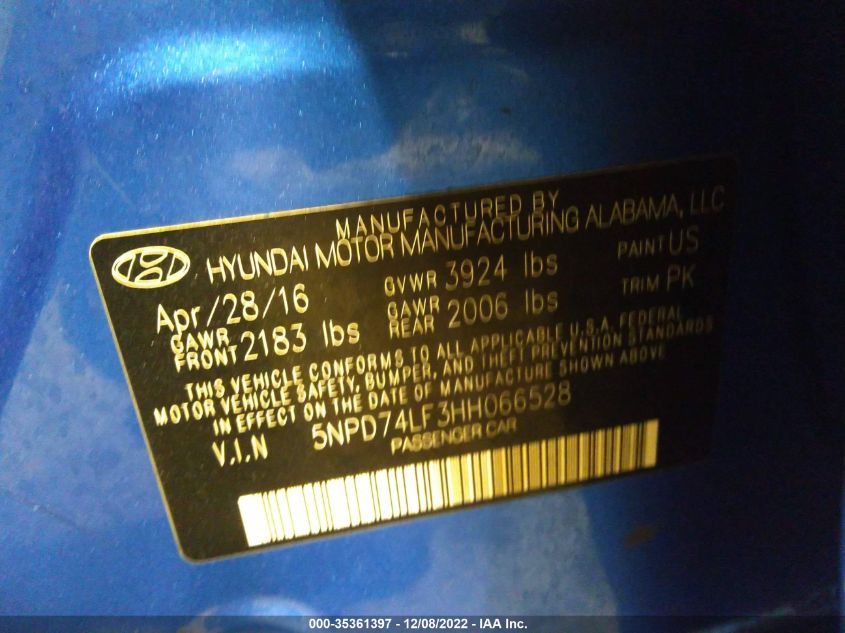 MANUFACTURED BY
HYUNDAI MOTOR MANUFACTURING ALABAMA, LLC
Apr/28/16 GVWR 3924 lbs PAINT US
GAWR FRONT 2183 lbs GAWR REAR 2006 lbs TRIM PK
THIS VEHICLE CONFORMS TO ALL APPLICABLE U.S.A. FEDERAL
MOTOR VEHICLE SAFETY, BUMPER, AND THEFT PREVENTION STANDARDS
IN EFFECT ON THE DATE OF MANUFACTURE SHOWN ABOVE
V.I.N 5NPD74LF3HH066528
PASSENGER CAR
000-35361397 - 12/08/2022 - IAA Inc.